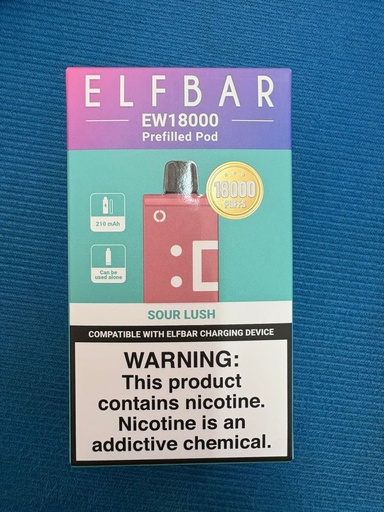 ELFBAR
EW18000
Prefilled Pod
18000
PUFFS
210 mAh
Can be
used alone
SOUR LUSH
COMPATIBLE WITH ELFBAR CHARGING DEVICE
WARNING:
This product
contains nicotine.
Nicotine is an
addictive chemical.